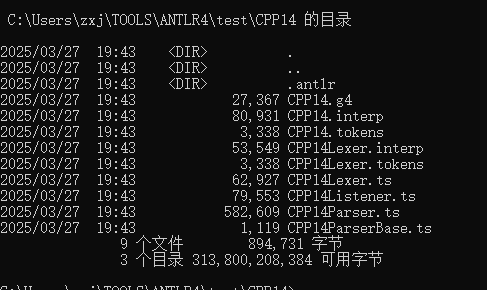 C:\Users\zxj\TOOLS\ANTLR4\test\CPP14 的目录
2025/03/27 19:43 <DIR> .
2025/03/27 19:43 <DIR> ..
2025/03/27 19:43 <DIR> .antlr
2025/03/27 19:43 27,367 CPP14.g4
2025/03/27 19:43 80,931 CPP14.interp
2025/03/27 19:43 3,338 CPP14.tokens
2025/03/27 19:43 53,549 CPP14Lexer.interp
2025/03/27 19:43 3,338 CPP14Lexer.tokens
2025/03/27 19:43 62,927 CPP14Lexer.ts
2025/03/27 19:43 79,553 CPP14Listener.ts
2025/03/27 19:43 582,609 CPP14Parser.ts
2025/03/27 19:43 1,119 CPP14ParserBase.ts
9 个文件 894,731 字节
3 个目录 313,800,208,384 可用字节